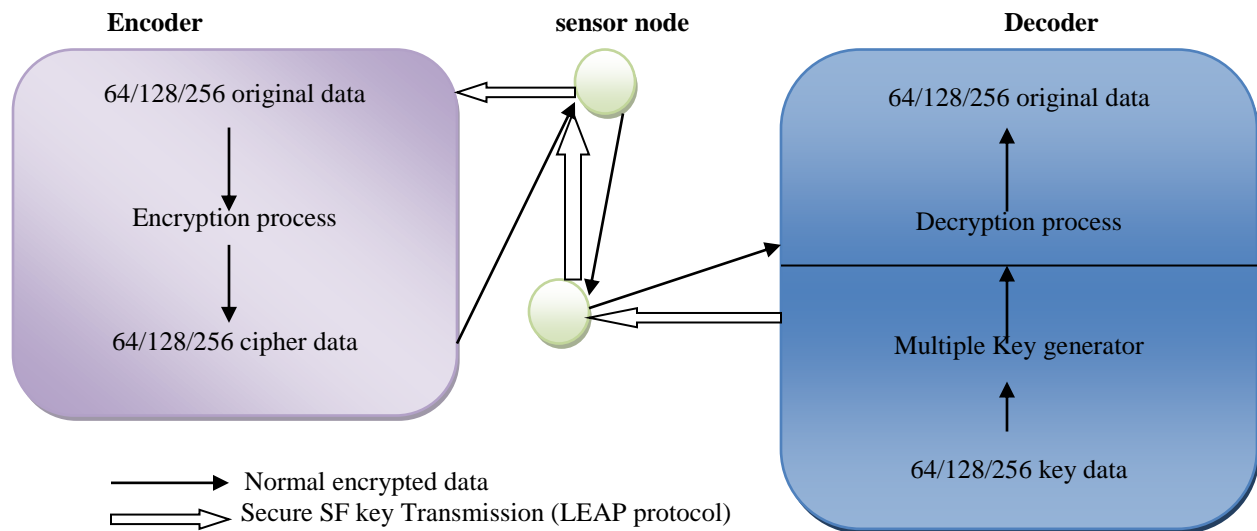 Encoder
sensor node
Decoder
64/128/256 original data
Encryption process
64/128/256 cipher data
64/128/256 original data
Decryption process
Multiple Key generator
64/128/256 key data
Normal encrypted data
Secure SF key Transmission (LEAP protocol)